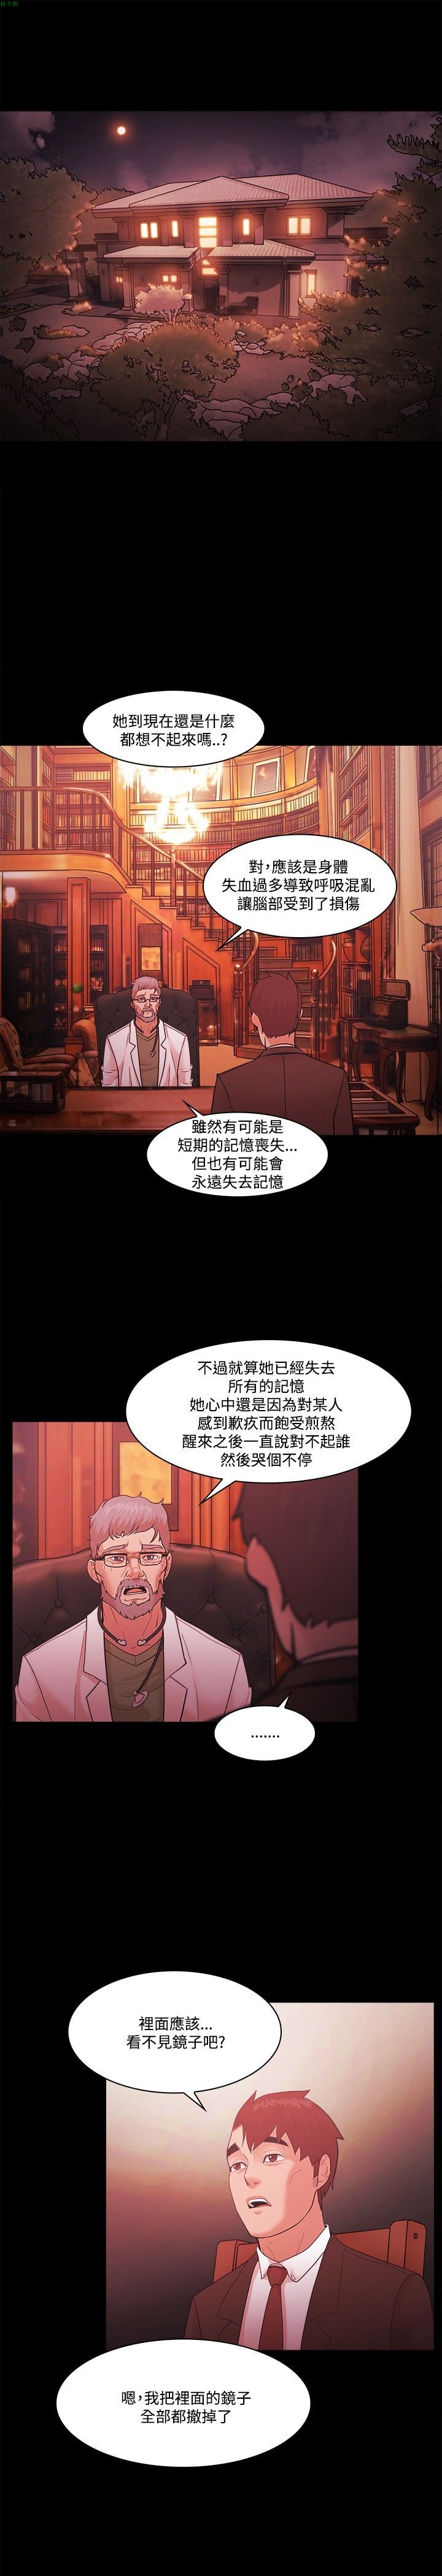 她到現在還是什麼
都想不起來嗎..?
對，應該是身體
失血過多導致呼吸混亂
讓腦部受到了損傷
雖然有可能是
短期的記憶喪失...
但也有可能會
永遠失去記憶
不過就算她已經失去
所有的記憶
她心中還是因為對某人
感到歉疚而飽受煎熬
醒來之後一直說對不起誰
然後哭個不停
.......
裡面應該...
看不見鏡子吧?
嗯，我把裡面的鏡子
全部都撤掉了